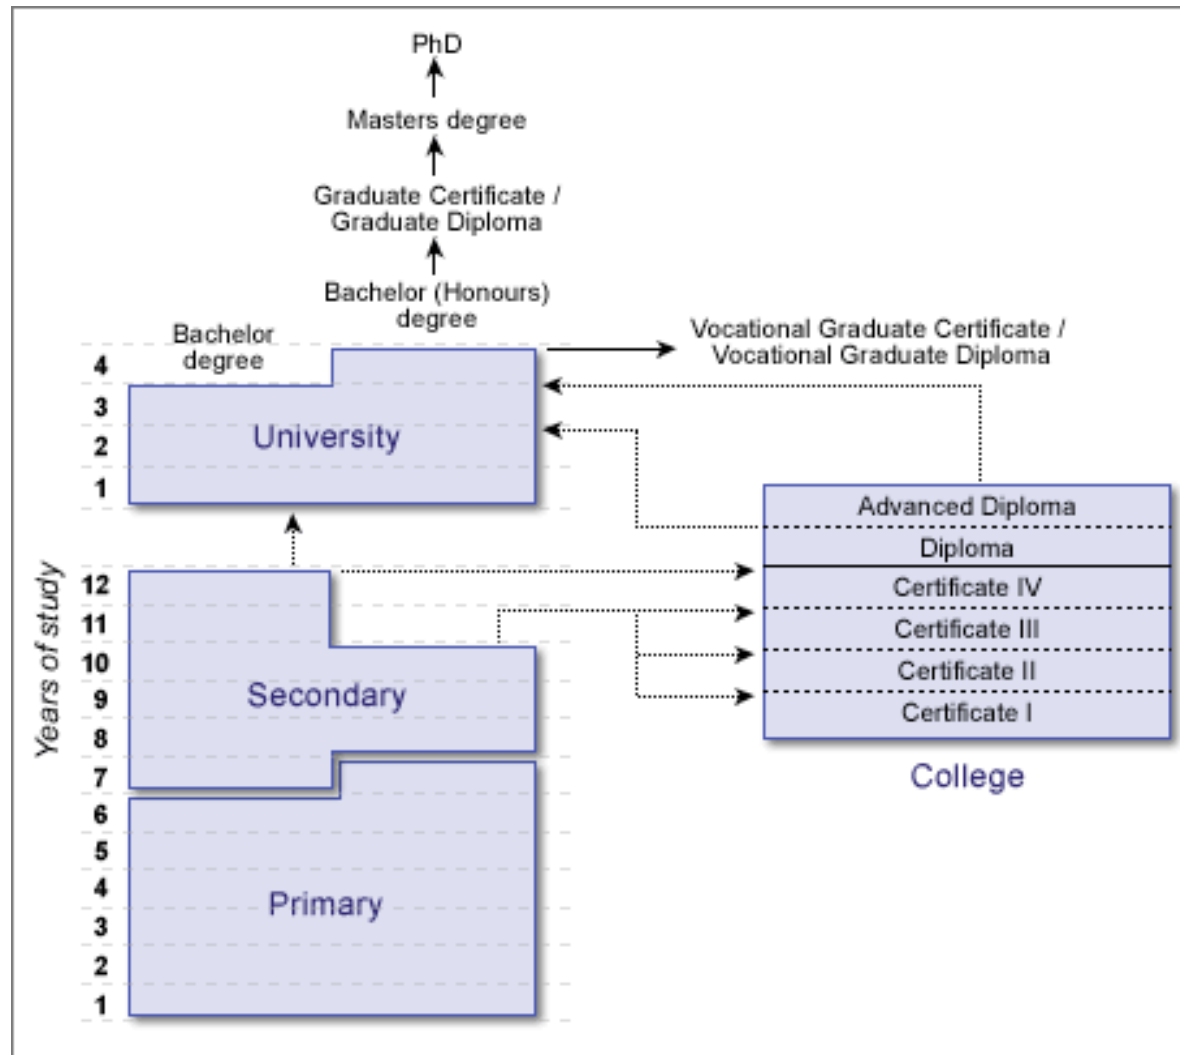 PhD
Masters degree
Graduate Certificate /
Graduate Diploma
Bachelor (Honours)
degree
Bachelor
degree
Vocational Graduate Certificate /
Vocational Graduate Diploma
4
3
2
1
University
Advanced Diploma
Diploma
Certificate IV
Certificate III
Certificate II
Certificate I
College
Years of study
12
11
10
9
8
7
6
5
4
3
2
1
Secondary
Primary